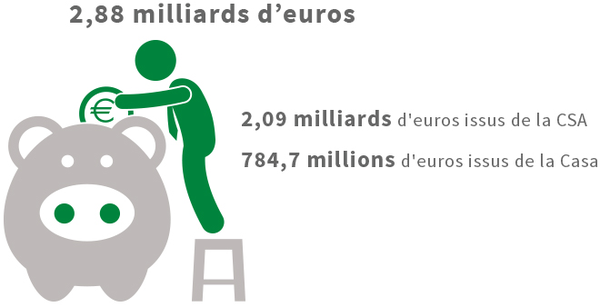 2,88 milliards d’euros
€
2,09 milliards d'euros issus de la CSA
784,7 millions d'euros issus de la Casa